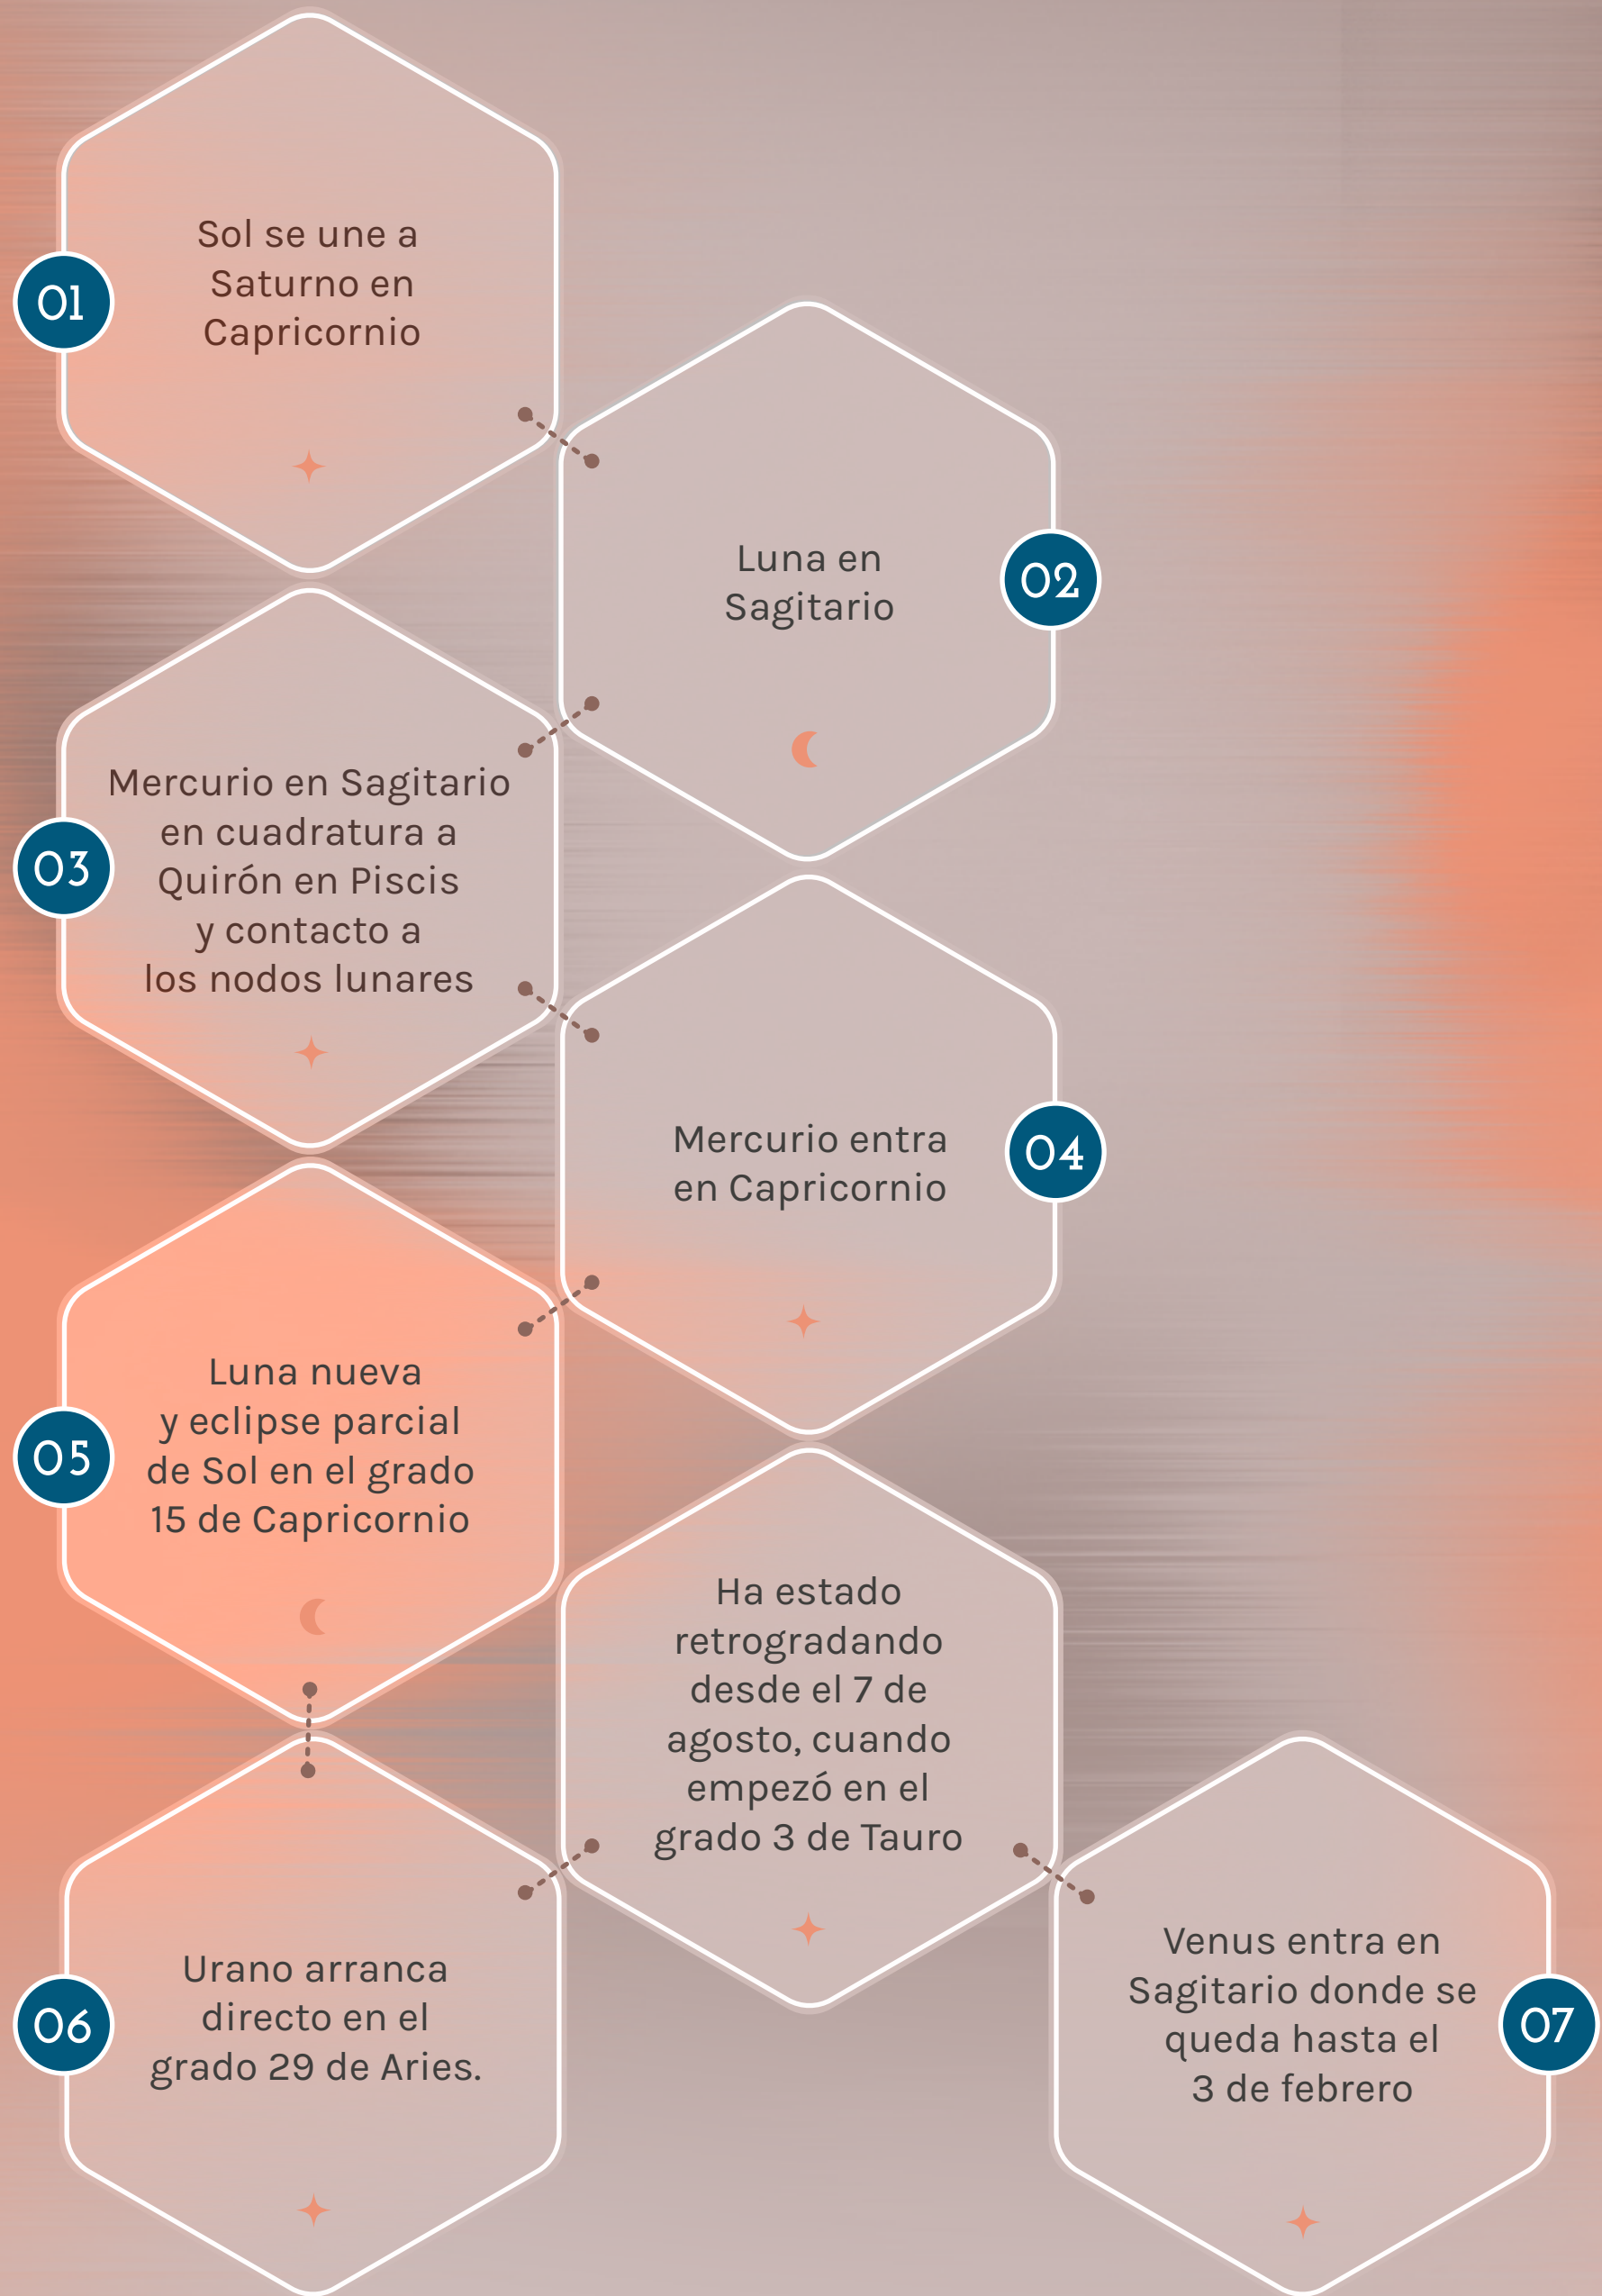 01
Sol se une a
Saturno en
Capricornio
02
Luna en
Sagitario
03
Mercurio en Sagitario
en cuadratura a
Quirón en Piscis
y contacto a
los nodos lunares
04
Mercurio entra
en Capricornio
05
Luna nueva
y eclipse parcial
de Sol en el grado
15 de Capricornio
06
Urano arranca
directo en el
grado 29 de Aries.
Ha estado
retrogradando
desde el 7 de
agosto, cuando
empezó en el
grado 3 de Tauro
07
Venus entra en
Sagitario donde se
queda hasta el
3 de febrero